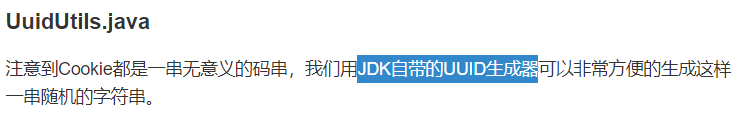 UuidUtils.java
注意到Cookie都是一串无意义的码串，我们用JDK自带的UUID生成器可以非常方便的生成这样
一串随机的字符串。